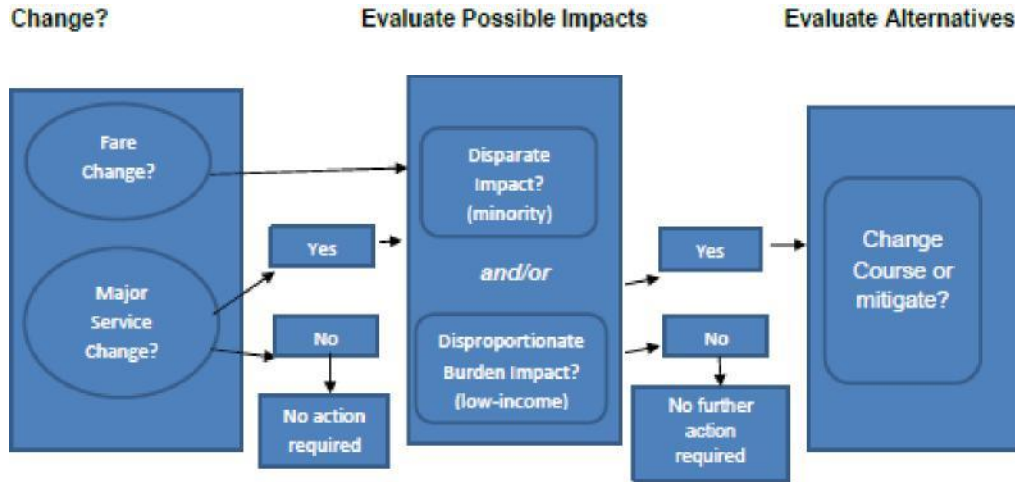 Change?
Evaluate Possible Impacts
Evaluate Alternatives
Fare
Change?
Major
Service
Change?
Yes
No
No action
required
Disparate
Impact?
(minority)
and/or
Disproportionate
Burden Impact?
(low-income)
Yes
No
No further
action
required
Change
Course or
mitigate?